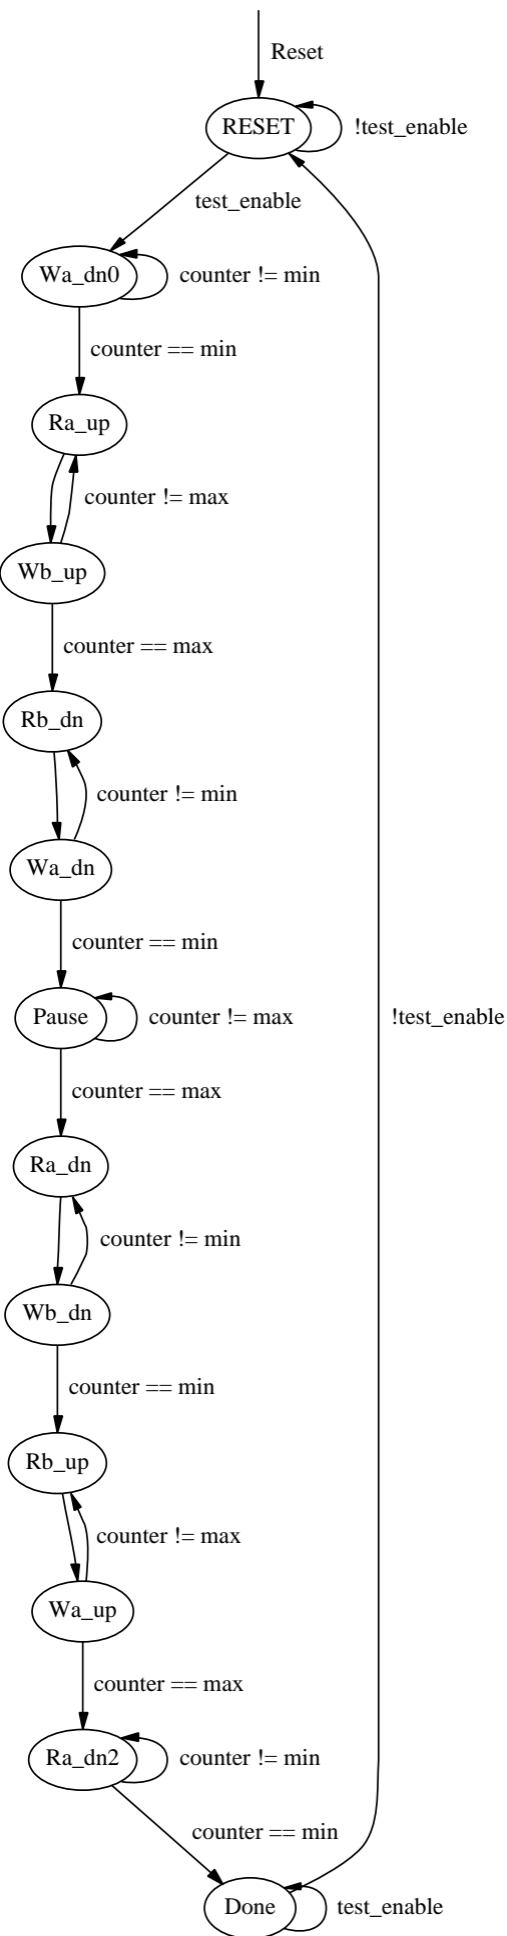 Reset
RESET
!test_enable
test_enable
Wa_dn0
counter != min
counter == min
Ra_up
counter != max
Wb_up
counter == max
Rb_dn
counter != min
Wa_dn
counter == min
Pause
counter != max
!test_enable
counter == max
Ra_dn
counter != min
Wb_dn
counter == min
Rb_up
counter != max
Wa_up
counter == max
Ra_dn2
counter != min
counter == min
Done
test_enable